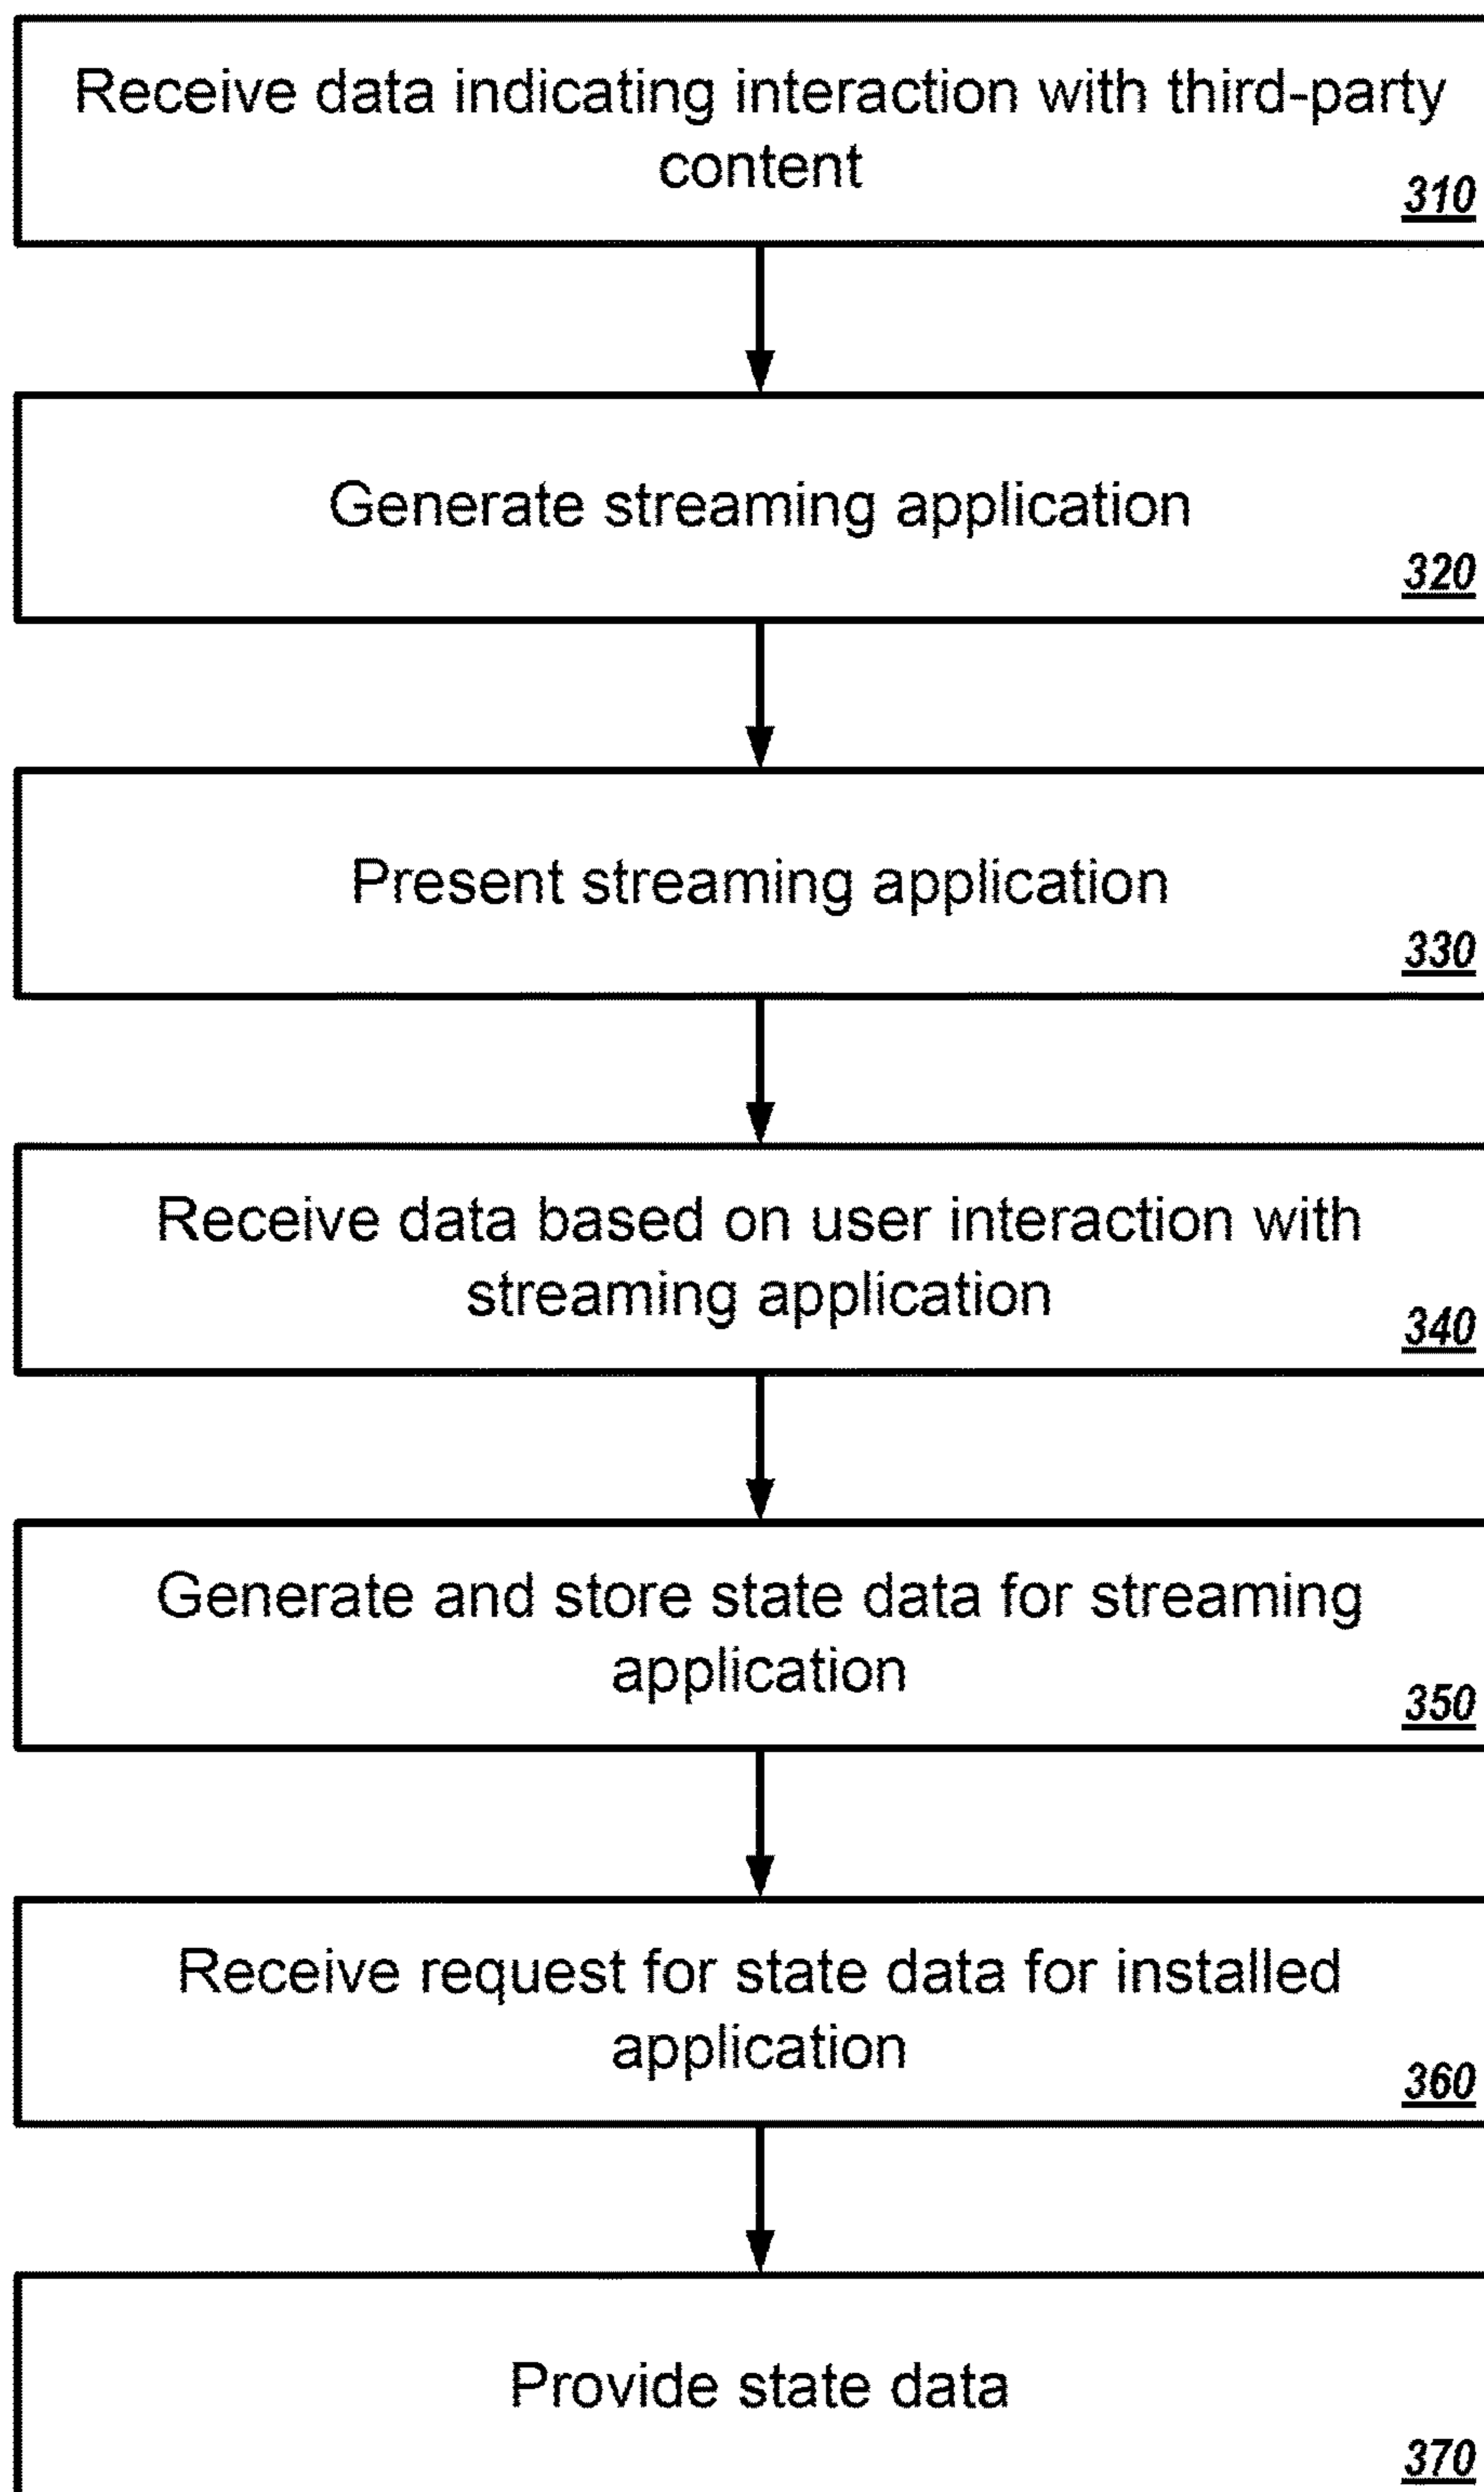 Receive data indicating interaction with third-party
content
310
Generate streaming application
320
Present streaming application
330
Receive data based on user interaction with
streaming application
340
Generate and store state data for streaming
application
350
Receive request for state data for installed
application
360
Provide state data
370